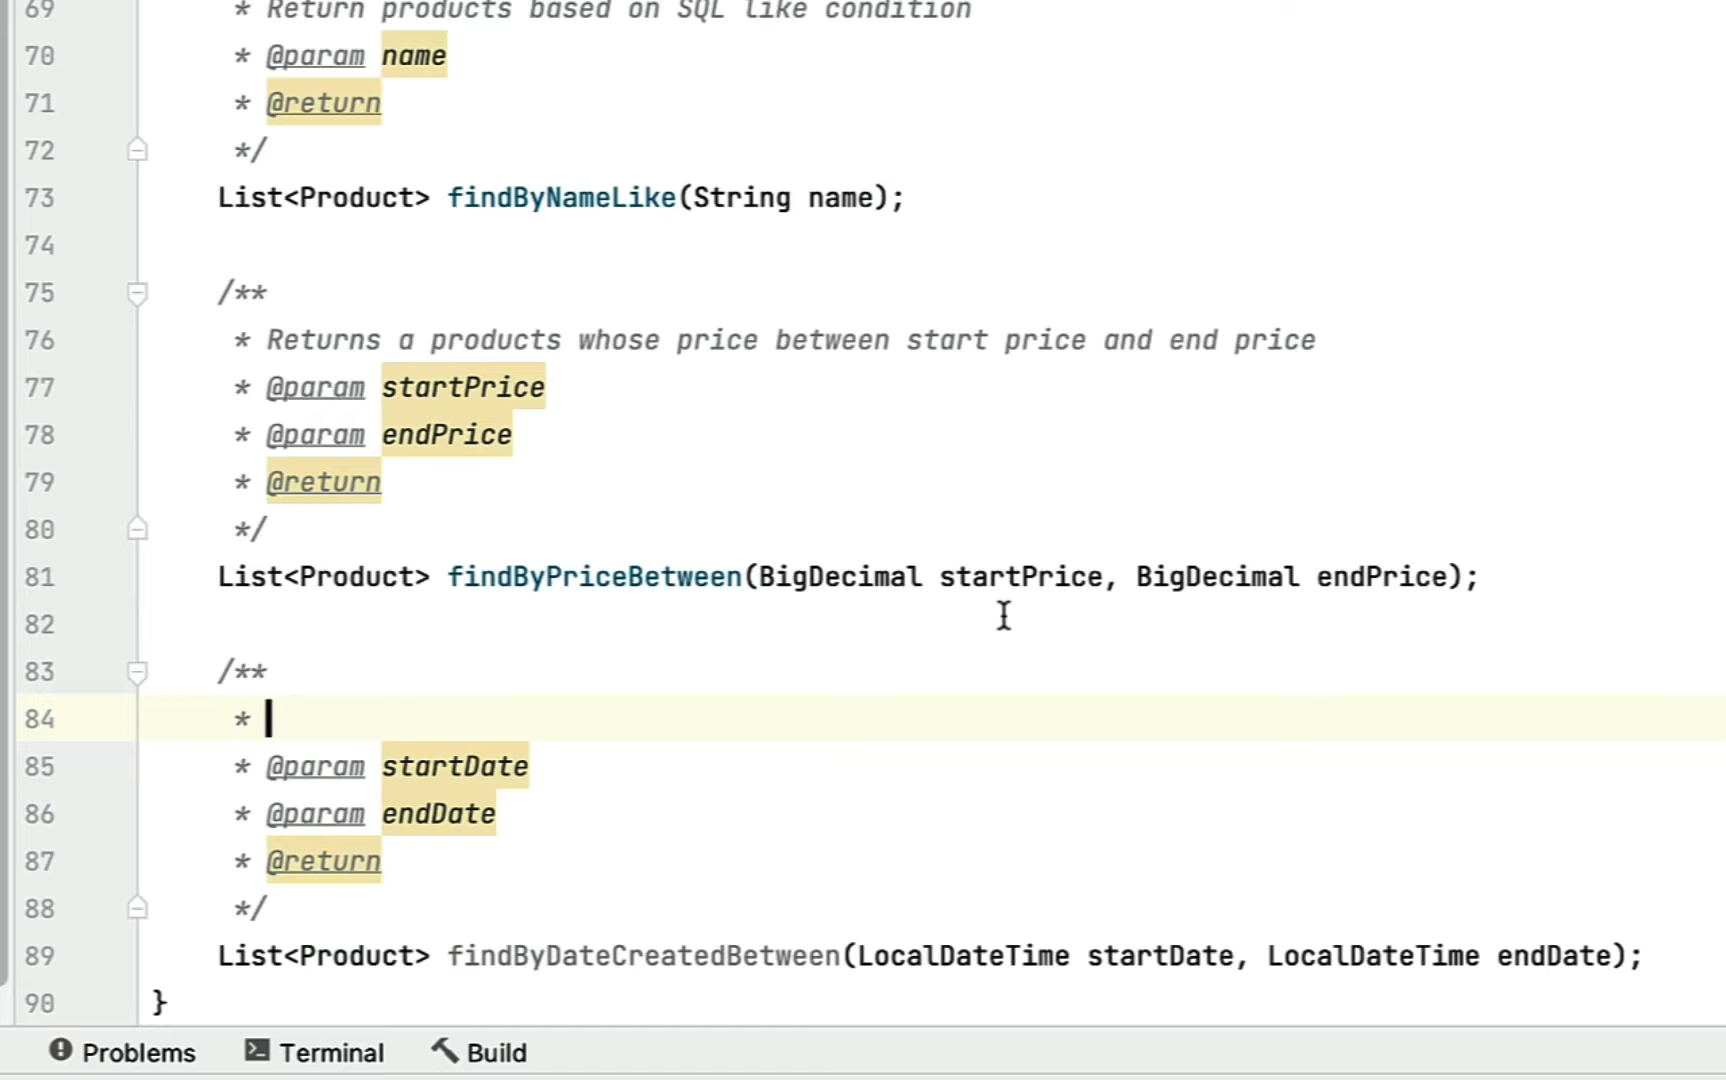 69 * Return products based on SQL like condition
70 * @param name
71 * @return
72 */
73 List<Product> findByNameLike(String name);
74
75 /**
76 * Returns a products whose price between start price and end price
77 * @param startPrice
78 * @param endPrice
79 * @return
80 */
81 List<Product> findByPriceBetween(BigDecimal startPrice, BigDecimal endPrice);
82
83 /**
84 *
85 * @param startDate
86 * @param endDate
87 * @return
88 */
89 List<Product> findByDateCreatedBetween(LocalDateTime startDate, LocalDateTime endDate);
90 }
Problems Terminal Build